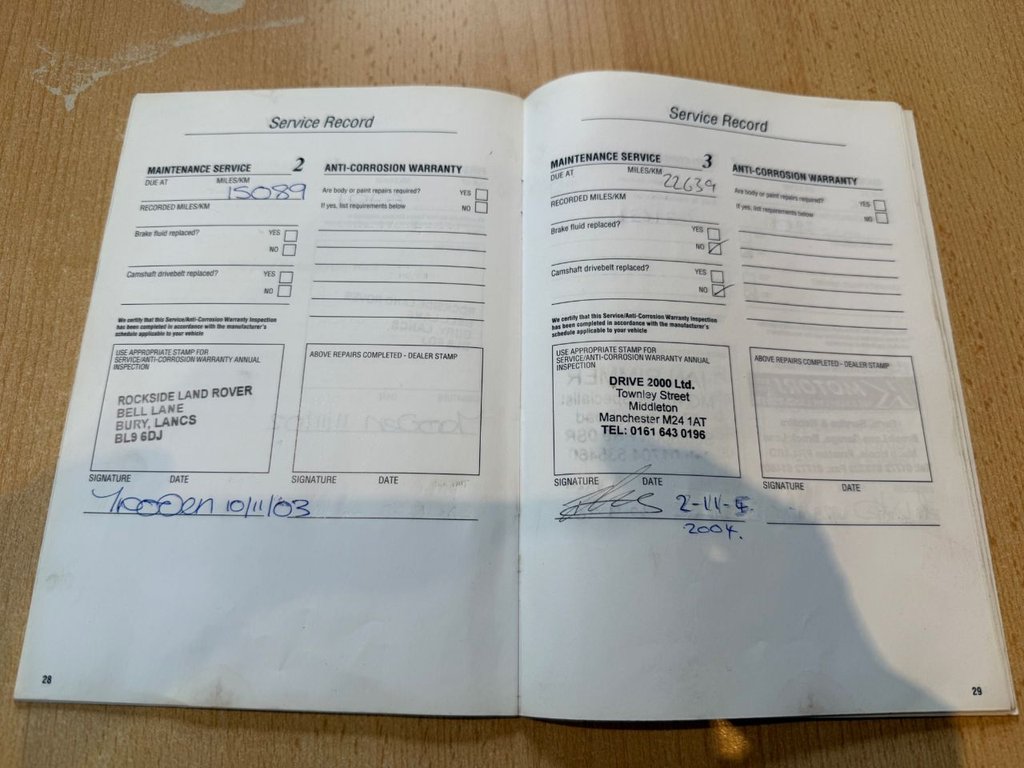 Service Record
MAINTENANCE SERVICE 2
DUE AT MILES/KM
15089
RECORDED MILES/KM
Brake fluid replaced? YES
NO
Camshaft drivebelt replaced? YES
NO
We certify that this Service/Anti-Corrosion Warranty Inspection
has been completed in accordance with the manufacturer's
schedule applicable to your vehicle
USE APPROPRIATE STAMP FOR
SERVICE/ANTI-CORROSION WARRANTY ANNUAL
INSPECTION
ROCKSIDE LAND ROVER
BELL LANE
BURY, LANCS
BL9 6DJ
SIGNATURE DATE
10/11/03
ANTI-CORROSION WARRANTY
Are body or paint repairs required? YES
If yes, list requirements below NO
ABOVE REPAIRS COMPLETED - DEALER STAMP
SIGNATURE DATE
28
Service Record
MAINTENANCE SERVICE 3
DUE AT MILES/KM
22639
RECORDED MILES/KM
Brake fluid replaced? YES
NO
Camshaft drivebelt replaced? YES
NO
We certify that this Service/Anti-Corrosion Warranty Inspection
has been completed in accordance with the manufacturer's
schedule applicable to your vehicle
USE APPROPRIATE STAMP FOR
SERVICE/ANTI-CORROSION WARRANTY ANNUAL
INSPECTION
DRIVE 2000 Ltd.
Townley Street
Middleton
Manchester M24 1AT
TEL: 0161 643 0196
SIGNATURE DATE
2-11-4
2004.
ANTI-CORROSION WARRANTY
Are body or paint repairs required? YES
If yes, list requirements below NO
ABOVE REPAIRS COMPLETED - DEALER STAMP
SIGNATURE DATE
29